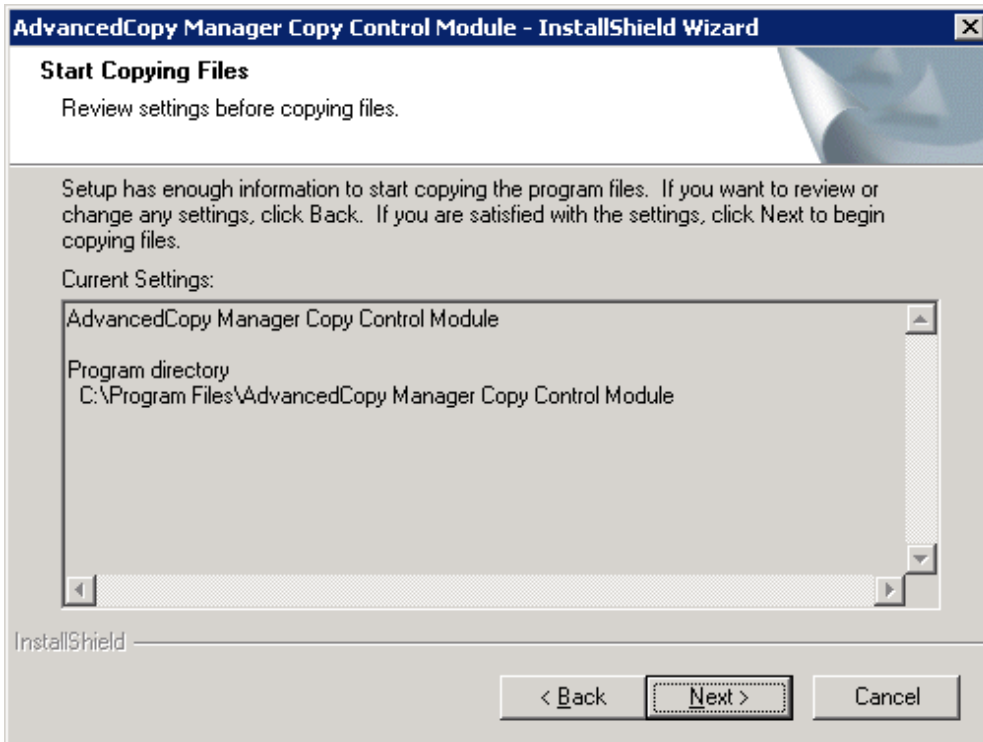 AdvancedCopy Manager Copy Control Module - InstallShield Wizard
Start Copying Files
Review settings before copying files.
Setup has enough information to start copying the program files. If you want to review or
change any settings, click Back. If you are satisfied with the settings, click Next to begin
copying files.
Current Settings:
AdvancedCopy Manager Copy Control Module
Program directory
C:\Program Files\AdvancedCopy Manager Copy Control Module
InstallShield
< Back
Next >
Cancel